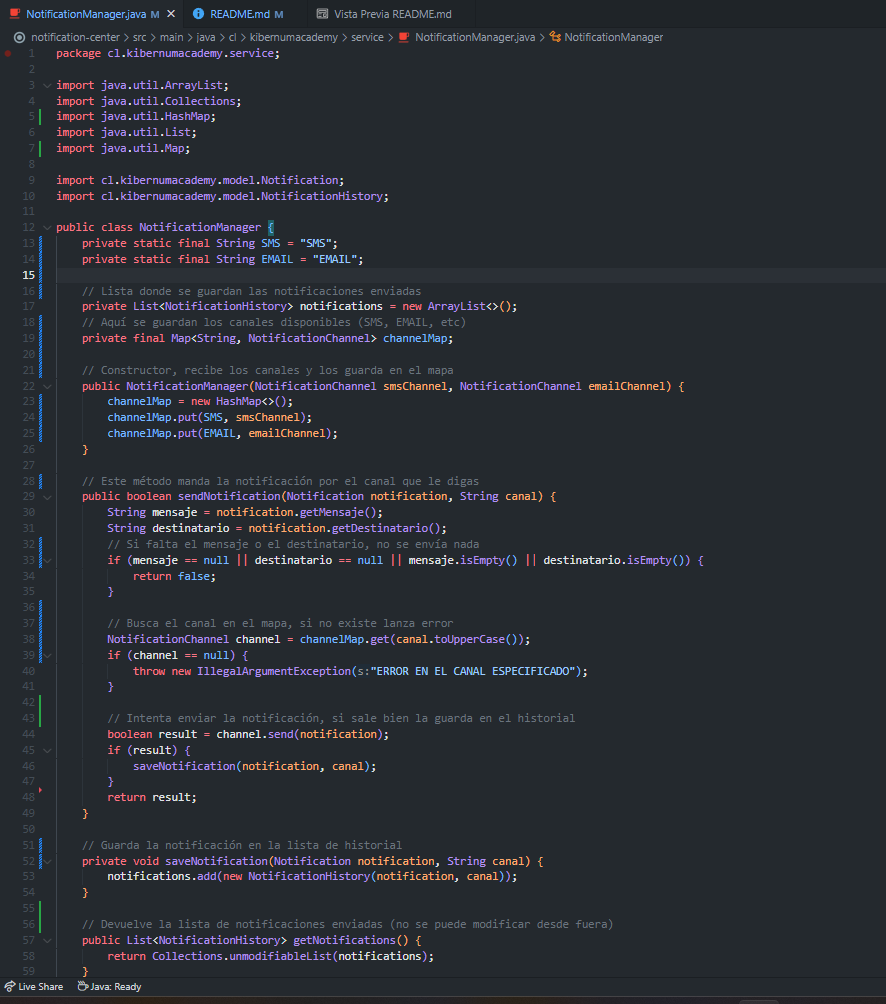 NotificationManager.java M README.md M Vista Previa README.md
notification-center > src > main > java > cl > kibernumacademy > service > NotificationManager.java > NotificationManager
1 package cl.kibernumacademy.service;
2
3 import java.util.ArrayList;
4 import java.util.Collections;
5 import java.util.HashMap;
6 import java.util.List;
7 import java.util.Map;
8
9 import cl.kibernumacademy.model.Notification;
10 import cl.kibernumacademy.model.NotificationHistory;
11
12 public class NotificationManager {
13 private static final String SMS = "SMS";
14 private static final String EMAIL = "EMAIL";
15
16 // Lista donde se guardan las notificaciones enviadas
17 private List<NotificationHistory> notifications = new ArrayList<>();
18 // Aquí se guardan los canales disponibles (SMS, EMAIL, etc)
19 private final Map<String, NotificationChannel> channelMap;
20
21 // Constructor, recibe los canales y los guarda en el mapa
22 public NotificationManager(NotificationChannel smsChannel, NotificationChannel emailChannel) {
23 channelMap = new HashMap<>();
24 channelMap.put(SMS, smsChannel);
25 channelMap.put(EMAIL, emailChannel);
26 }
27
28 // Este método manda la notificación por el canal que le digas
29 public boolean sendNotification(Notification notification, String canal) {
30 String mensaje = notification.getMensaje();
31 String destinatario = notification.getDestinatario();
32 // Si falta el mensaje o el destinatario, no se envía nada
33 if (mensaje == null || destinatario == null || mensaje.isEmpty() || destinatario.isEmpty()) {
34 return false;
35 }
36
37 // Busca el canal en el mapa, si no existe lanza error
38 NotificationChannel channel = channelMap.get(canal.toUpperCase());
39 if (channel == null) {
40 throw new IllegalArgumentException(s:"ERROR EN EL CANAL ESPECIFICADO");
41 }
42
43 // Intenta enviar la notificación, si sale bien la guarda en el historial
44 boolean result = channel.send(notification);
45 if (result) {
46 saveNotification(notification, canal);
47 }
48 return result;
49 }
50
51 // Guarda la notificación en la lista de historial
52 private void saveNotification(Notification notification, String canal) {
53 notifications.add(new NotificationHistory(notification, canal));
54 }
55
56 // Devuelve la lista de notificaciones enviadas (no se puede modificar desde fuera)
57 public List<NotificationHistory> getNotifications() {
58 return Collections.unmodifiableList(notifications);
59 }
Live Share Java: Ready